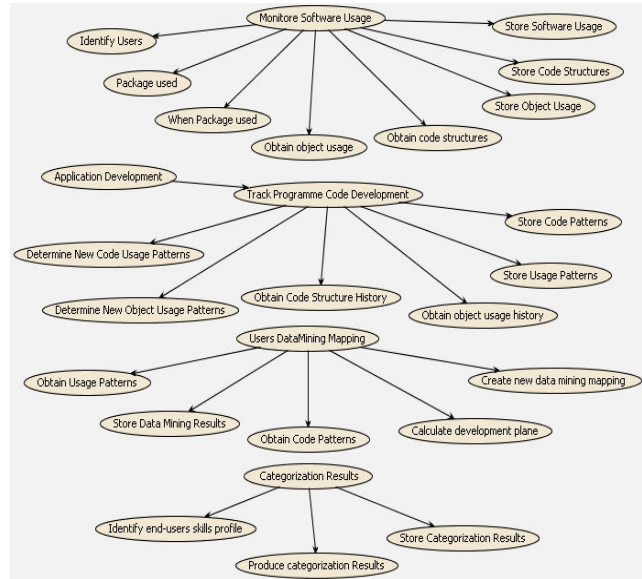 Monitore Software Usage
Store Software Usage
Identify Users
Store Code Structures
Package used
Store Object Usage
When Package used
Obtain code structures
Obtain object usage
Application Development
Track Programme Code Development
Store Code Patterns
Determine New Code Usage Patterns
Store Usage Patterns
Obtain Code Structure History
Determine New Object Usage Patterns
Obtain object usage history
Users DataMining Mapping
Create new data mining mapping
Obtain Usage Patterns
Store Data Mining Results
Calculate development plane
Obtain Code Patterns
Categorization Results
Identify end-users skills profile
Store Categorization Results
Produce categorization Results